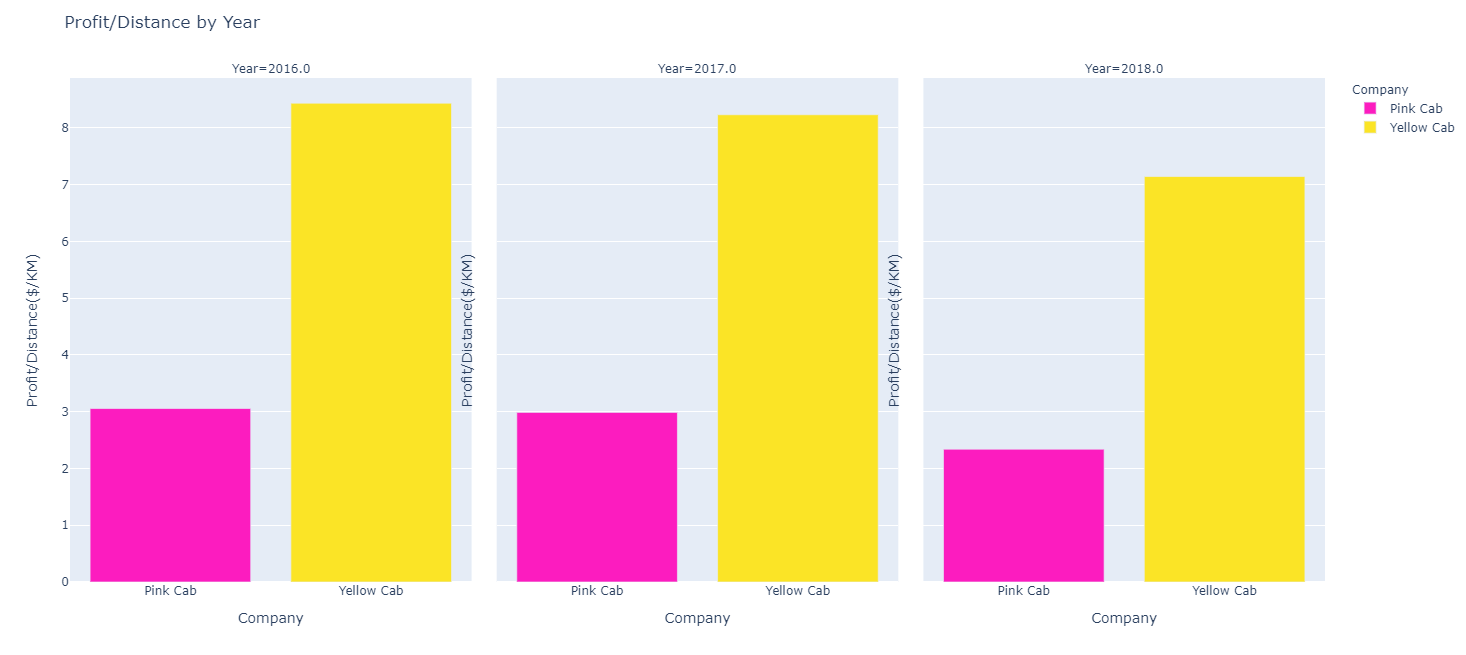 Profit/Distance by Year
Year=2016.0
Year=2017.0
Year=2018.0
Company
Pink Cab
Yellow Cab
Profit/Distance($/KM)
8
7
6
5
4
3
2
1
0
Profit/Distance($/KM)
Profit/Distance($/KM)
Pink Cab Yellow Cab
Pink Cab Yellow Cab
Pink Cab Yellow Cab
Company
Company
Company